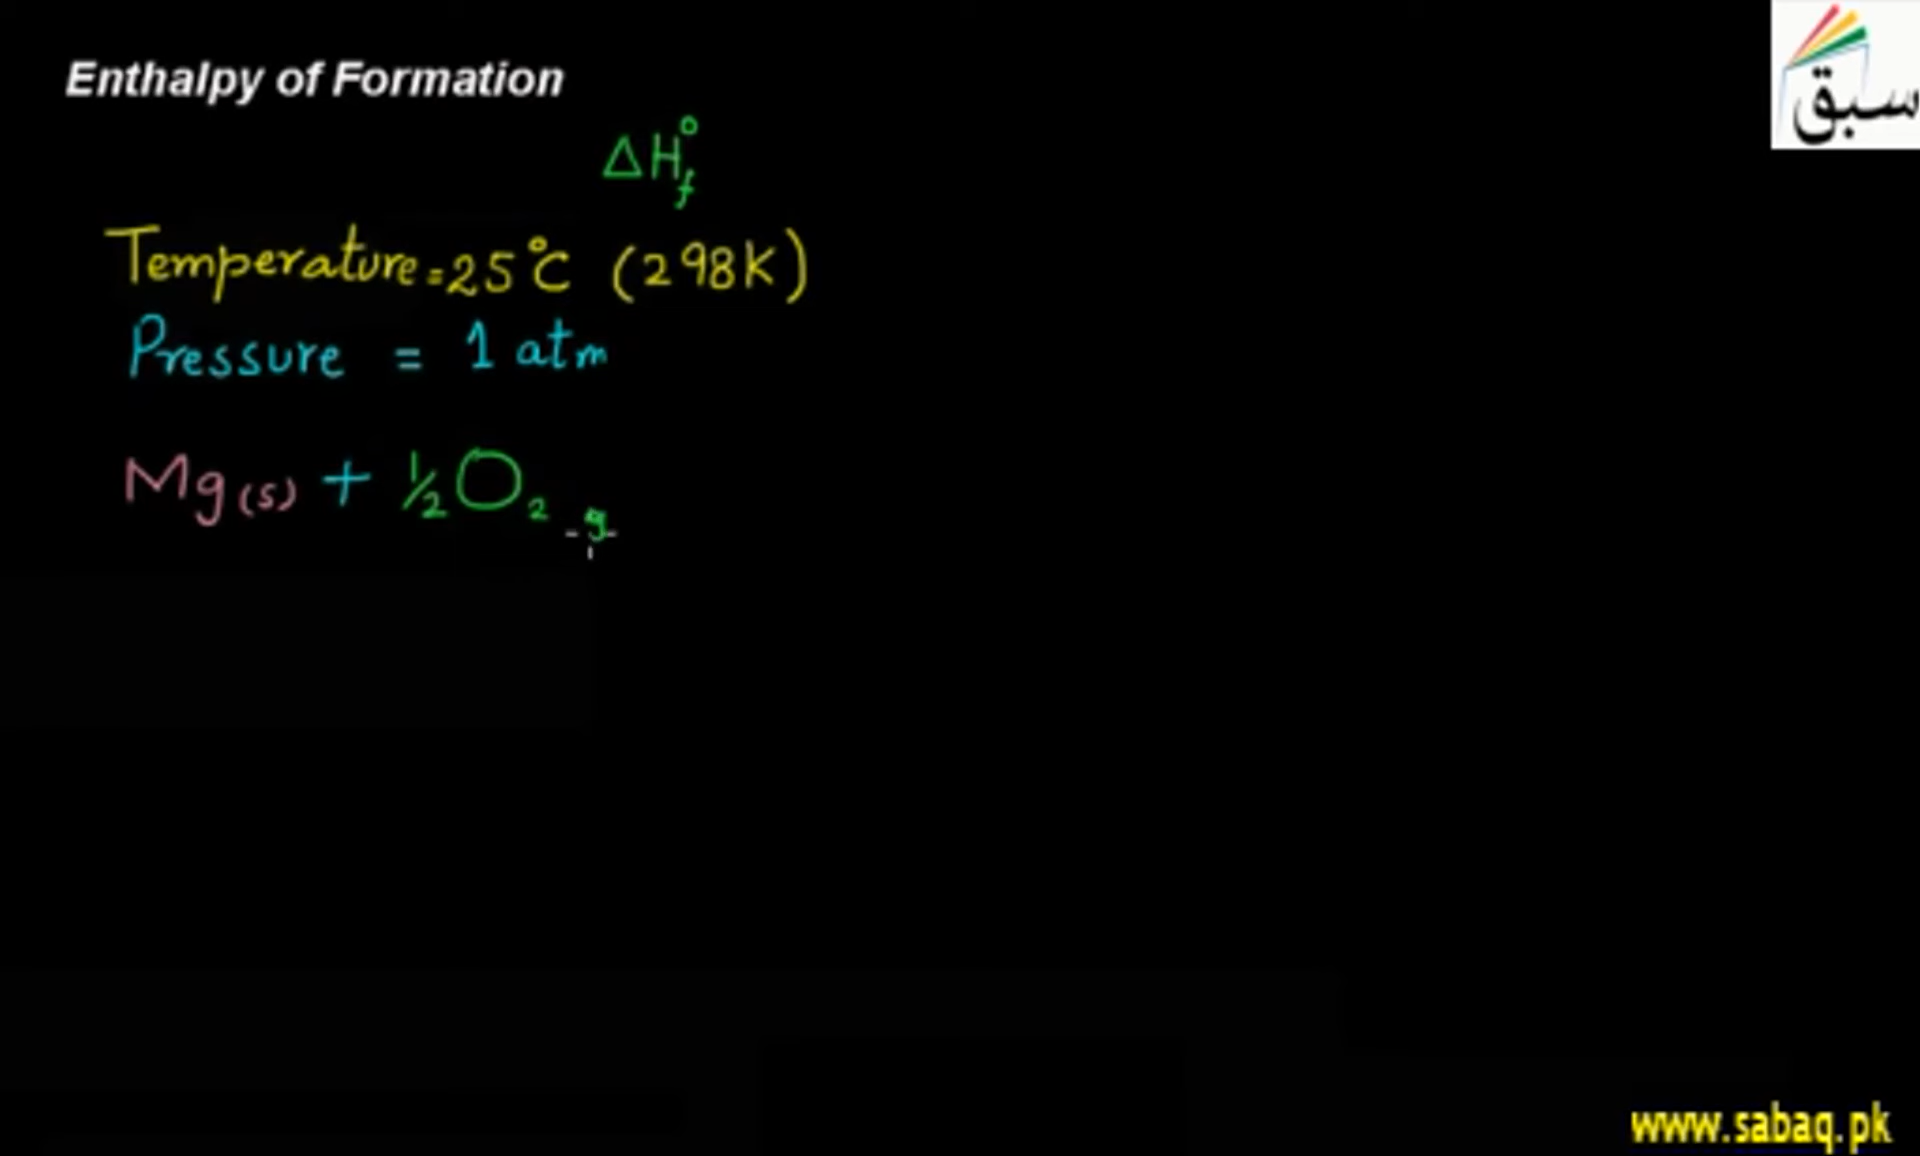 Enthalpy of Formation
سبق
ΔH°f
Temperature = 25°C (298K)
Pressure = 1 atm
Mg(s) + ½O₂ g
www.sabaq.pk